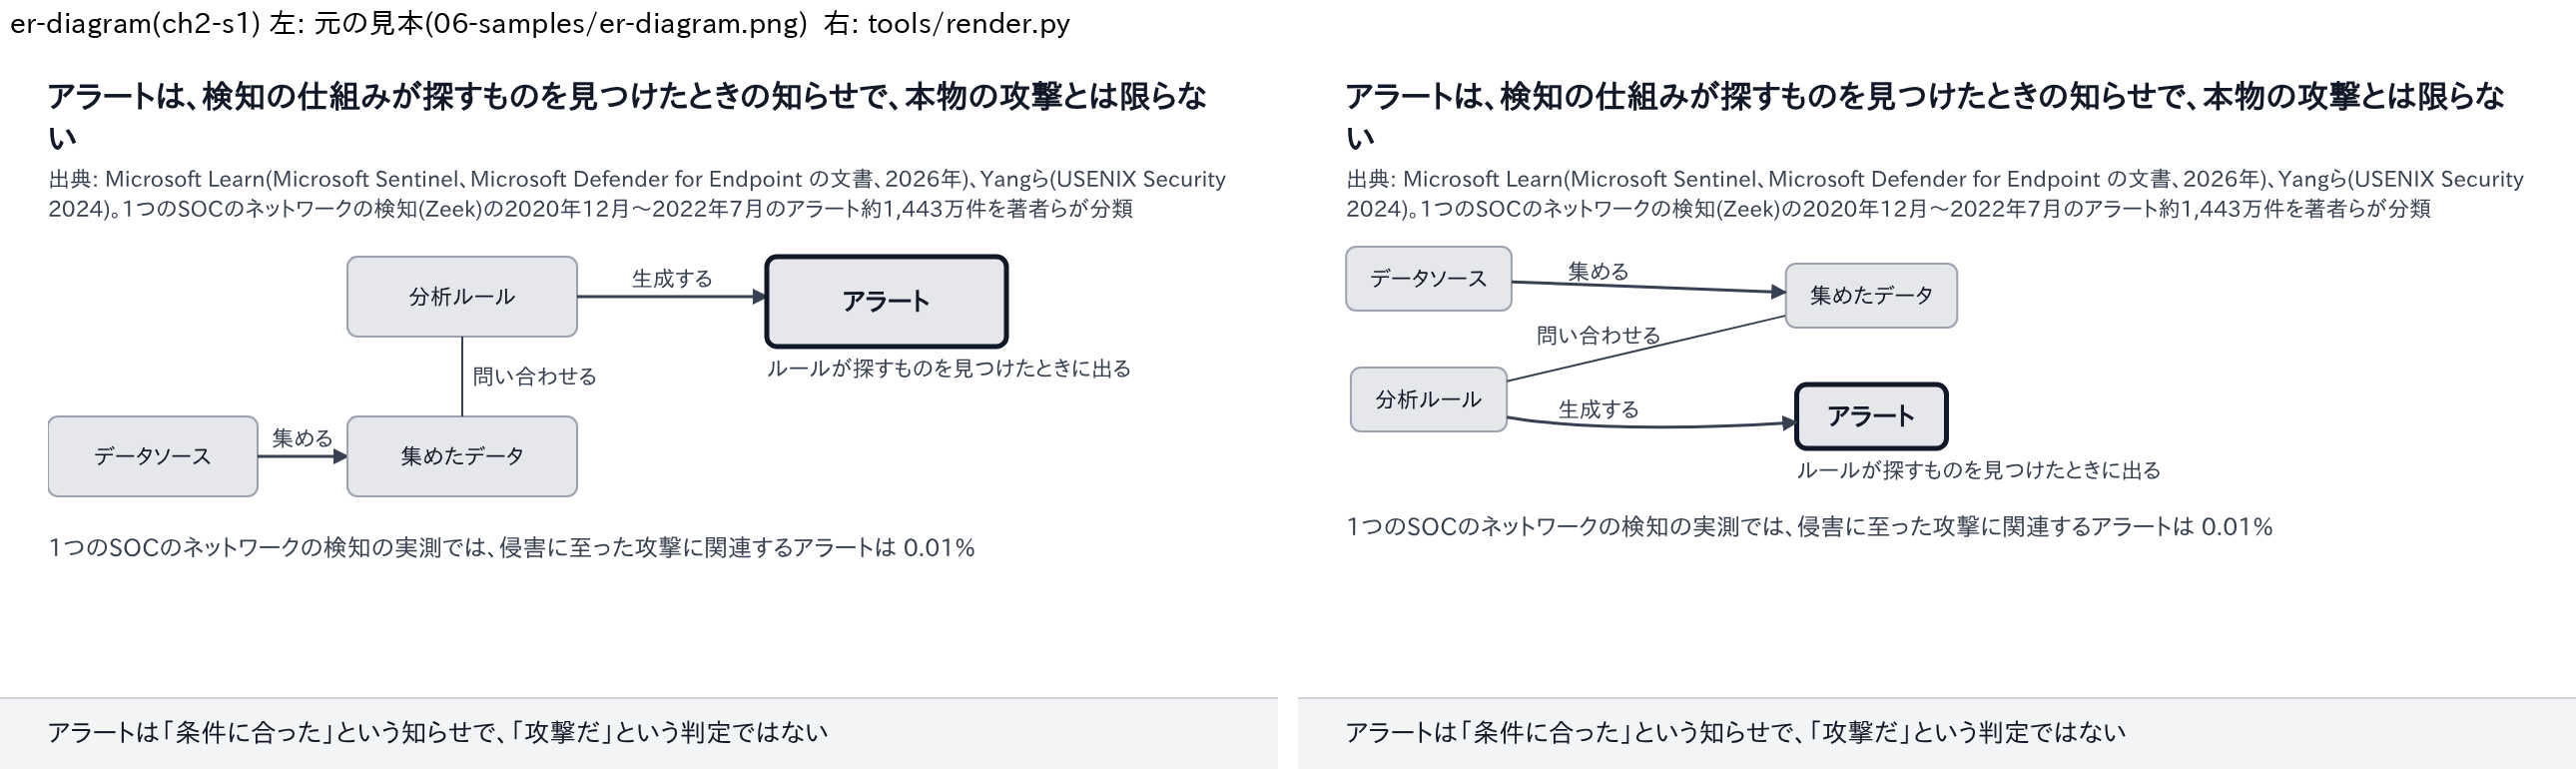 er-diagram(ch2-s1) 左: 元の見本(06-samples/er-diagram.png)  右: tools/render.py
アラートは、検知の仕組みが探すものを見つけたときの知らせで、本物の攻撃とは限らな
い
出典: Microsoft Learn(Microsoft Sentinel、Microsoft Defender for Endpoint の文書、2026年)、Yangら(USENIX Security
2024)。1つのSOCのネットワークの検知(Zeek)の2020年12月～2022年7月のアラート約1,443万件を著者らが分類
分析ルール
生成する
アラート
ルールが探すものを見つけたときに出る
問い合わせる
データソース
集める
集めたデータ
1つのSOCのネットワークの検知の実測では、侵害に至った攻撃に関連するアラートは 0.01%
アラートは「条件に合った」という知らせで、「攻撃だ」という判定ではない
アラートは、検知の仕組みが探すものを見つけたときの知らせで、本物の攻撃とは限らな
い
出典: Microsoft Learn(Microsoft Sentinel、Microsoft Defender for Endpoint の文書、2026年)、Yangら(USENIX Security
2024)。1つのSOCのネットワークの検知(Zeek)の2020年12月～2022年7月のアラート約1,443万件を著者らが分類
データソース
集める
集めたデータ
問い合わせる
分析ルール
生成する
アラート
ルールが探すものを見つけたときに出る
1つのSOCのネットワークの検知の実測では、侵害に至った攻撃に関連するアラートは 0.01%
アラートは「条件に合った」という知らせで、「攻撃だ」という判定ではない